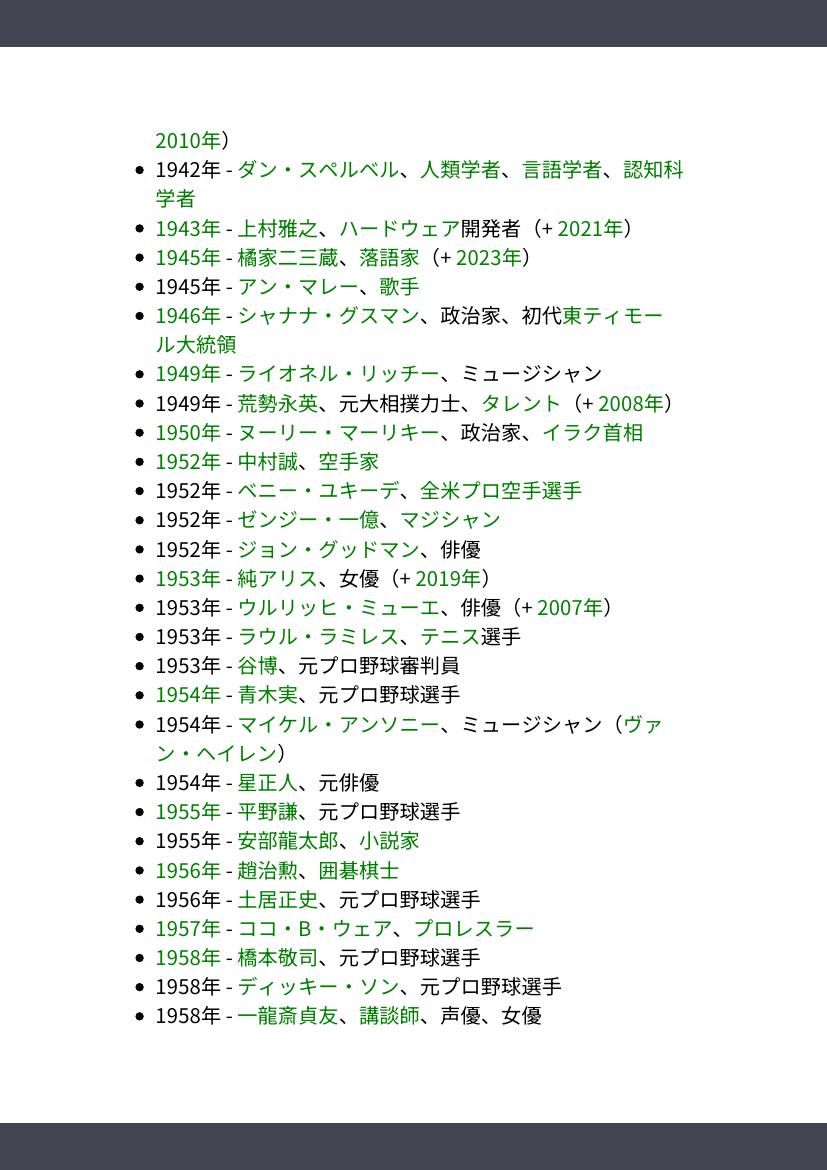 2010年）
1942年 - ダン・スペルベル、人類学者、言語学者、認知科
学者
1943年 - 上村雅之、ハードウェア開発者（+ 2021年）
1945年 - 橘家二三蔵、落語家（+ 2023年）
1945年 - アン・マレー、歌手
1946年 - シャナナ・グスマン、政治家、初代東ティモー
ル大統領
1949年 - ライオネル・リッチー、ミュージシャン
1949年 - 荒勢永英、元大相撲力士、タレント（+ 2008年）
1950年 - ヌーリー・マーリキー、政治家、イラク首相
1952年 - 中村誠、空手家
1952年 - ベニー・ユキーデ、全米プロ空手選手
1952年 - ゼンジー・一億、マジシャン
1952年 - ジョン・グッドマン、俳優
1953年 - 純アリス、女優（+ 2019年）
1953年 - ウルリッヒ・ミューエ、俳優（+ 2007年）
1953年 - ラウル・ラミレス、テニス選手
1953年 - 谷博、元プロ野球審判員
1954年 - 青木実、元プロ野球選手
1954年 - マイケル・アンソニー、ミュージシャン（ヴァ
ン・ヘイレン）
1954年 - 星正人、元俳優
1955年 - 平野謙、元プロ野球選手
1955年 - 安部龍太郎、小説家
1956年 - 趙治勲、囲碁棋士
1956年 - 土居正史、元プロ野球選手
1957年 - ココ・B・ウェア、プロレスラー
1958年 - 橋本敬司、元プロ野球選手
1958年 - ディッキー・ソン、元プロ野球選手
1958年 - 一龍斎貞友、講談師、声優、女優